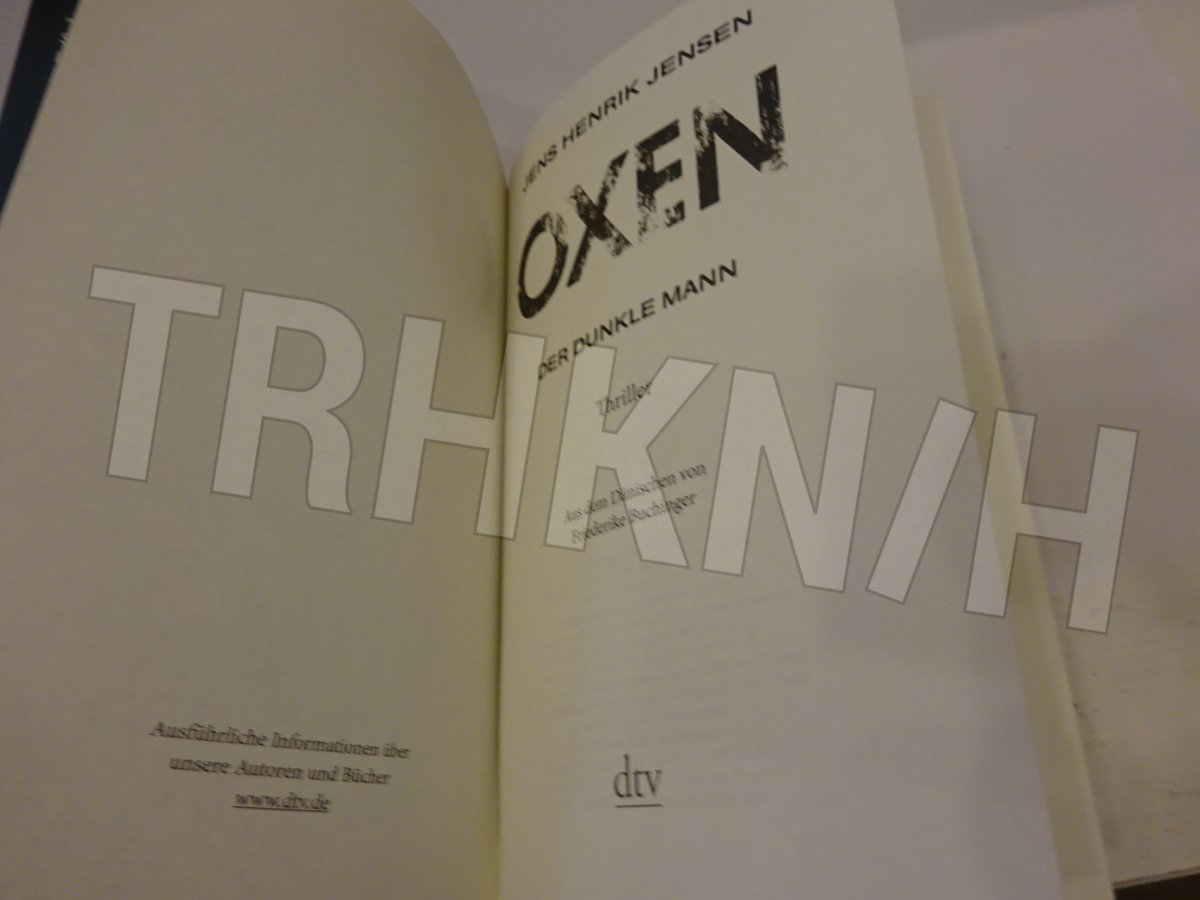 Ausführliche Informationen über
unsere Autoren und Bücher
www.dtv.de
JENS HENRIK JENSEN
OXEN
DER DUNKLE MANN
Thriller
Aus dem Dänischen von
Friederike Buchinger
dtv
TRHKN/H